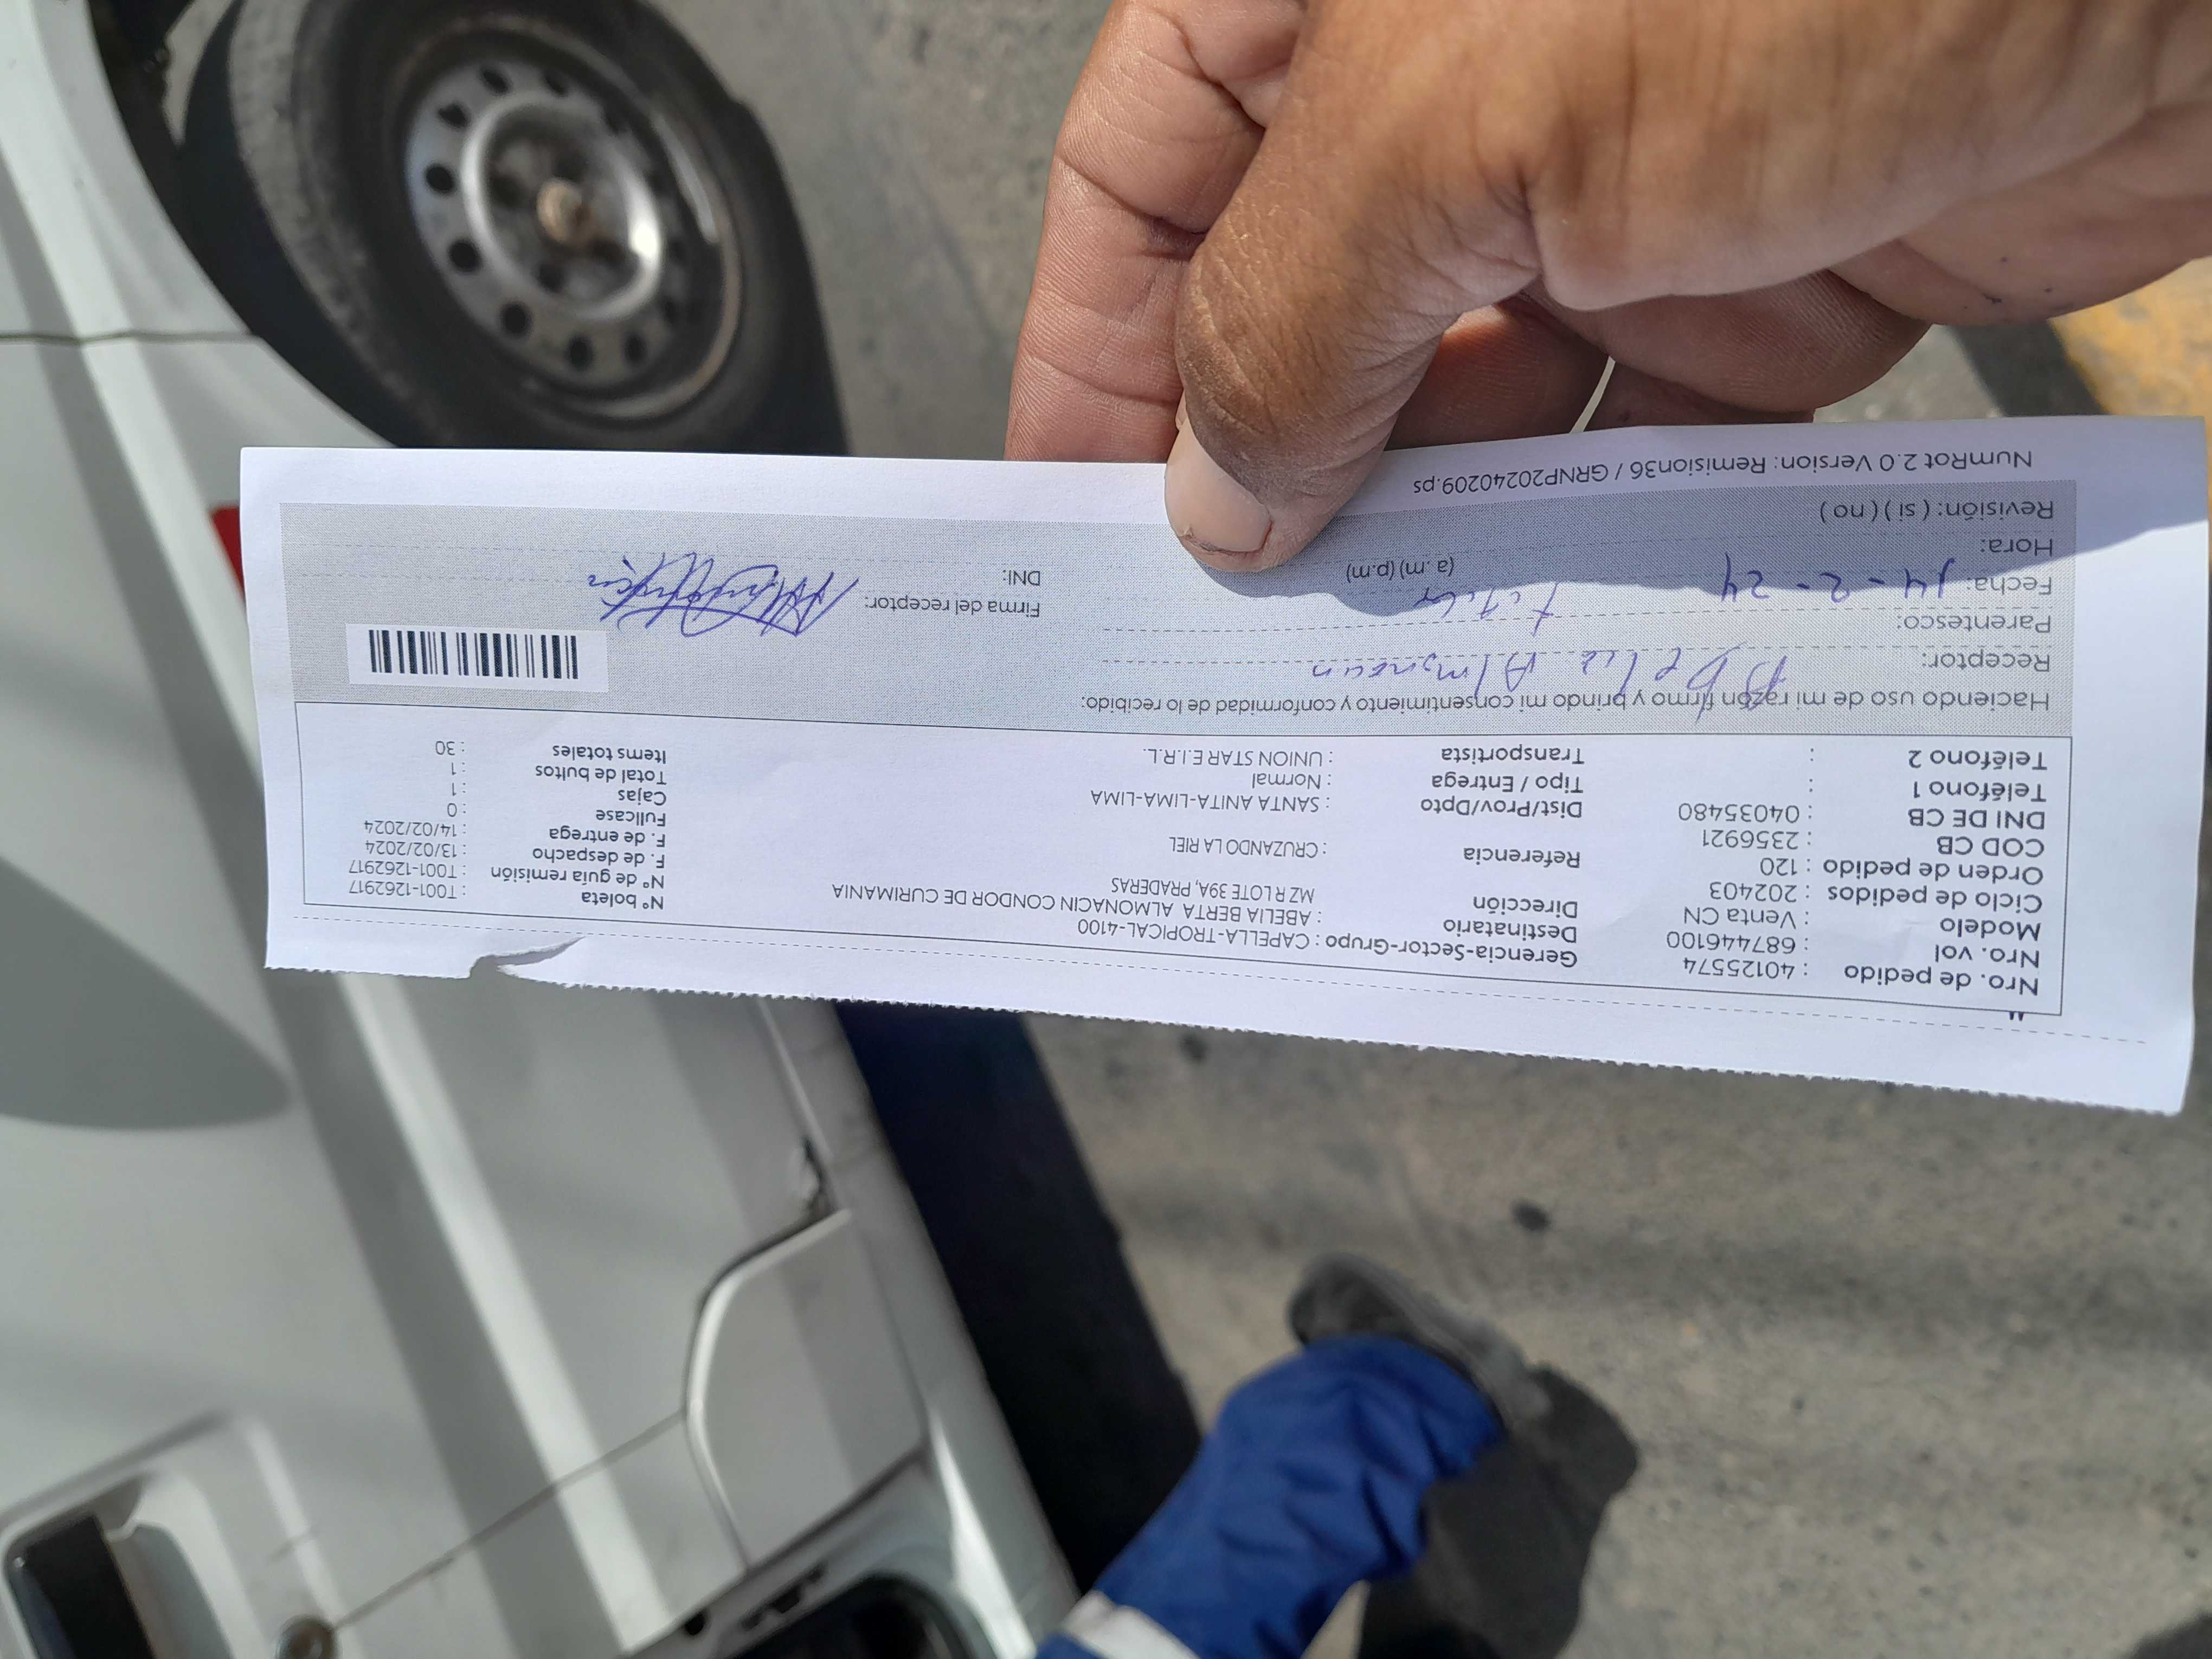 Nro. de pedido : 40125574 Gerencia-Sector-Grupo : CAPELLA-TROPICAL-4100 Nº boleta : T001-1262917
Nro. vol : 687446100 Destinatario : ABELIA BERTA ALMONACIN CONDOR DE CURIMANIA Nº de guía remisión : T001-1262917
Modelo : Venta CN Dirección MZ R LOTE 39A, PRADERAS F. de despacho : 13/02/2024
Ciclo de pedidos : 202403 F. de entrega : 14/02/2024
Orden de pedido : 120 Referencia : CRUZANDO LA RIEL Fullcase : 0
COD CB : 2356921 Cajas : 1
DNI DE CB : 04035480 Dist/Prov/Dpto : SANTA ANITA-LIMA-LIMA Total de bultos : 1
Teléfono 1 : Tipo / Entrega : Normal Items totales : 30
Teléfono 2 : Transportista : UNION STAR E.I.R.L.
Haciendo uso de mi razón firmo y brindo mi consentimiento y conformidad de lo recibido:
Receptor: Abelia Almonacin
Parentesco: Firma del receptor:
Fecha: 14-2-24 DNI:
Hora: (a .m) (p.m)
Revisión: ( si ) ( no )
NumRot 2.0 Version: Remision36 / GRNP20240209.ps